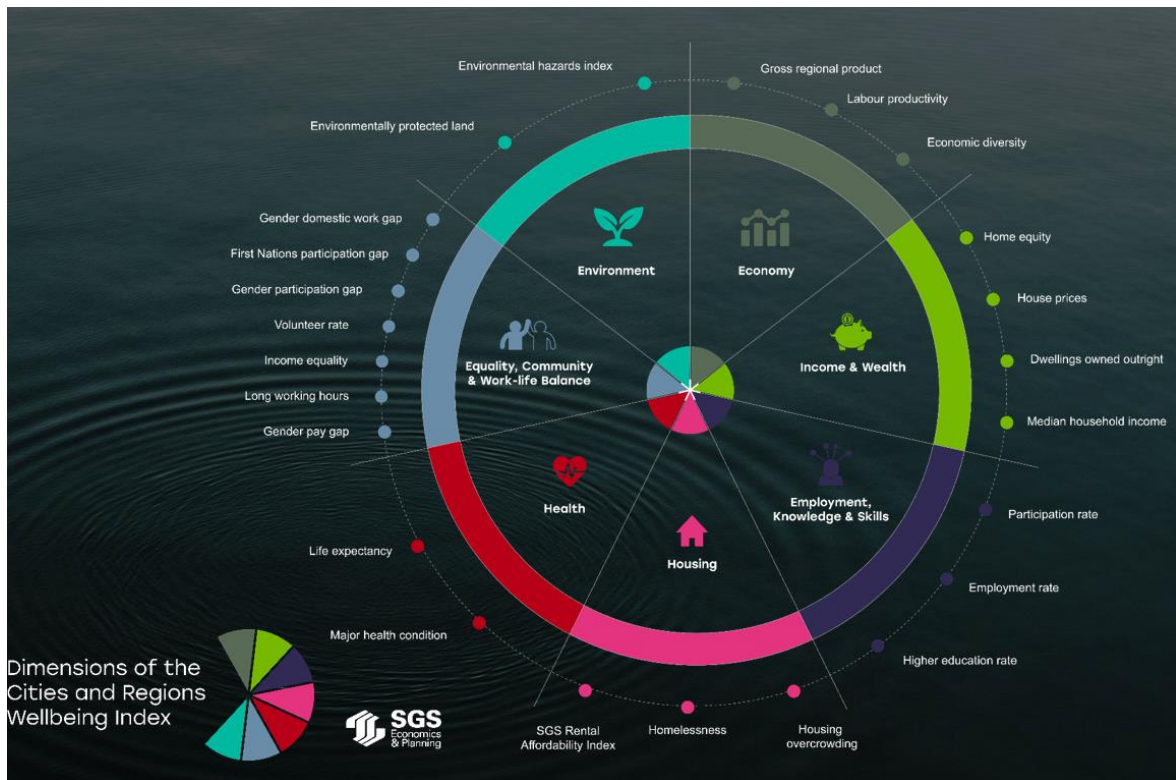 Environmental hazards index
Gross regional product
Labour productivity
Environmentally protected land
Economic diversity
Gender domestic work gap
First Nations participation gap
Gender participation gap
Volunteer rate
Income equality
Long working hours
Gender pay gap
Environment
Economy
Home equity
House prices
Dwellings owned outright
Median household income
Equality, Community
& Work-life Balance
Income & Wealth
Health
Housing
Employment,
Knowledge & Skills
Participation rate
Employment rate
Higher education rate
Life expectancy
Major health condition
SGS Rental
Affordability Index
Homelessness
Housing
overcrowding
Dimensions of the
Cities and Regions
Wellbeing Index
SGS
Economics
& Planning